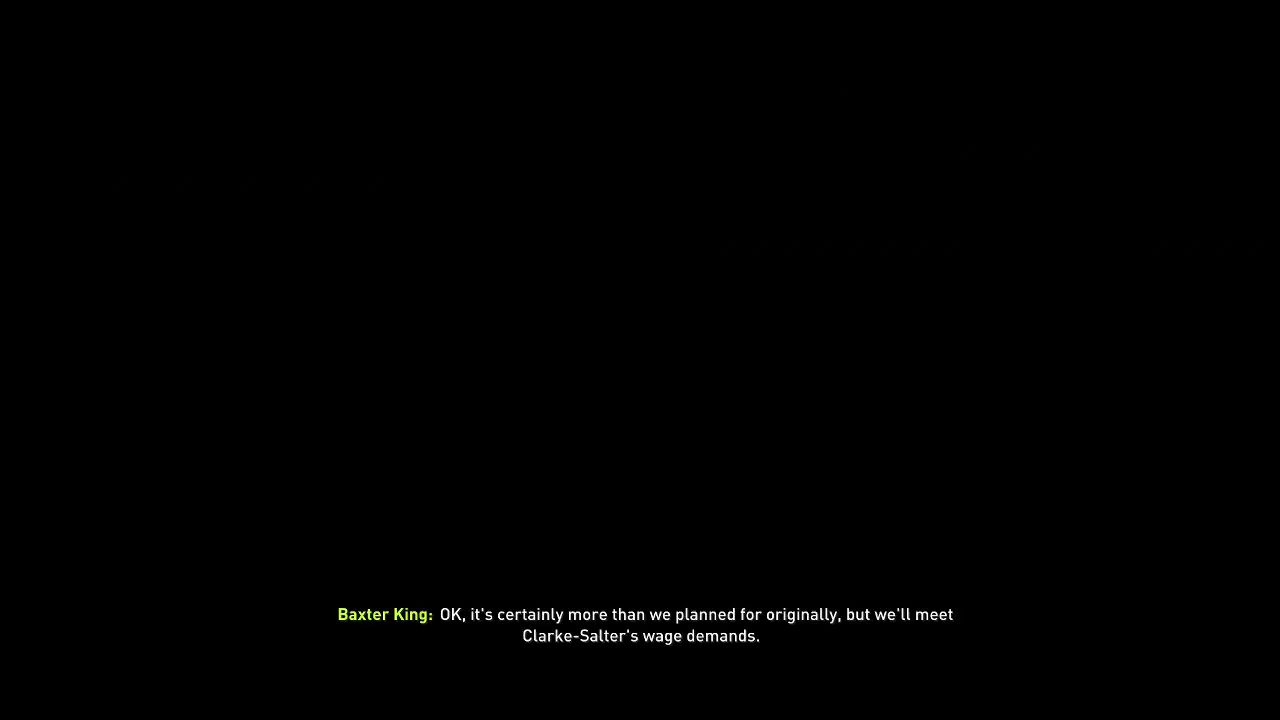 Baxter King: OK, it's certainly more than we planned for originally, but we'll meet
Clarke-Salter's wage demands.